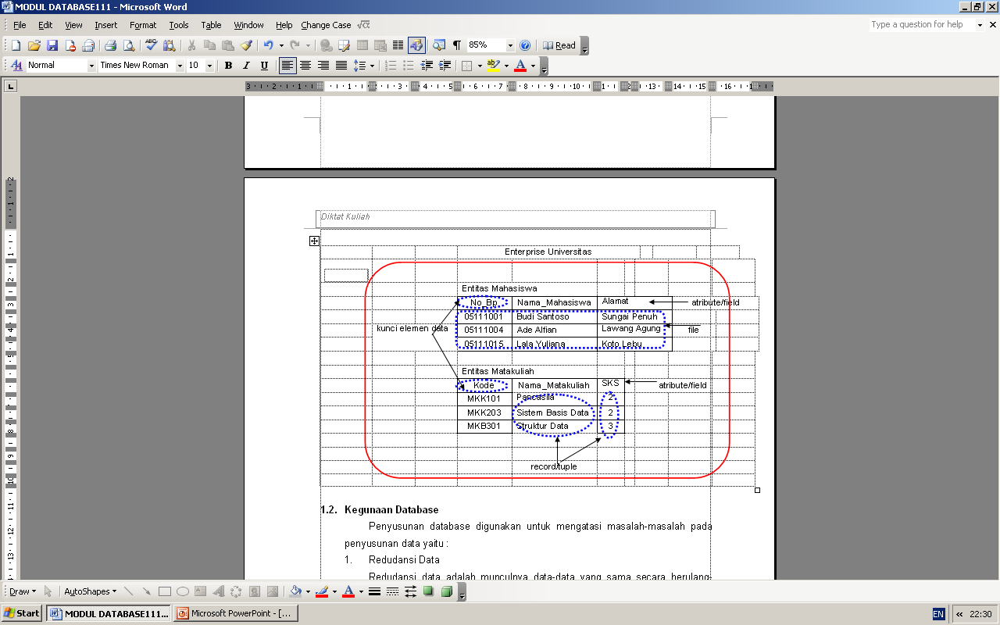 MODUL DATABASE111 - Microsoft Word
File Edit View Insert Format Tools Table Window Help Change Case
Type a question for help
85% Read
Normal Times New Roman 10 B I U
Diktat Kuliah
Enterprise Universitas
Entitas Mahasiswa
No_Bp Nama_Mahasiswa Alamat atribute/field
05111001 Budi Santoso Sungai Penuh
kunci elemen data 05111004 Ade Alfian Lawang Agung file
05111015 Lala Yuliana Koto Lebu
Entitas Matakuliah
Kode Nama_Matakuliah SKS atribute/field
MKK101 Pancasila 2
MKK203 Sistem Basis Data 2
MKB301 Struktur Data 3
record/tuple
1.2. Kegunaan Database
Penyusunan database digunakan untuk mengatasi masalah-masalah pada
penyusunan data yaitu :
1. Redudansi Data
Redudansi data adalah munculnya data-data yang sama secara berulang-
Draw AutoShapes
Start MODUL DATABASE111... Microsoft PowerPoint - [... EN 22:30